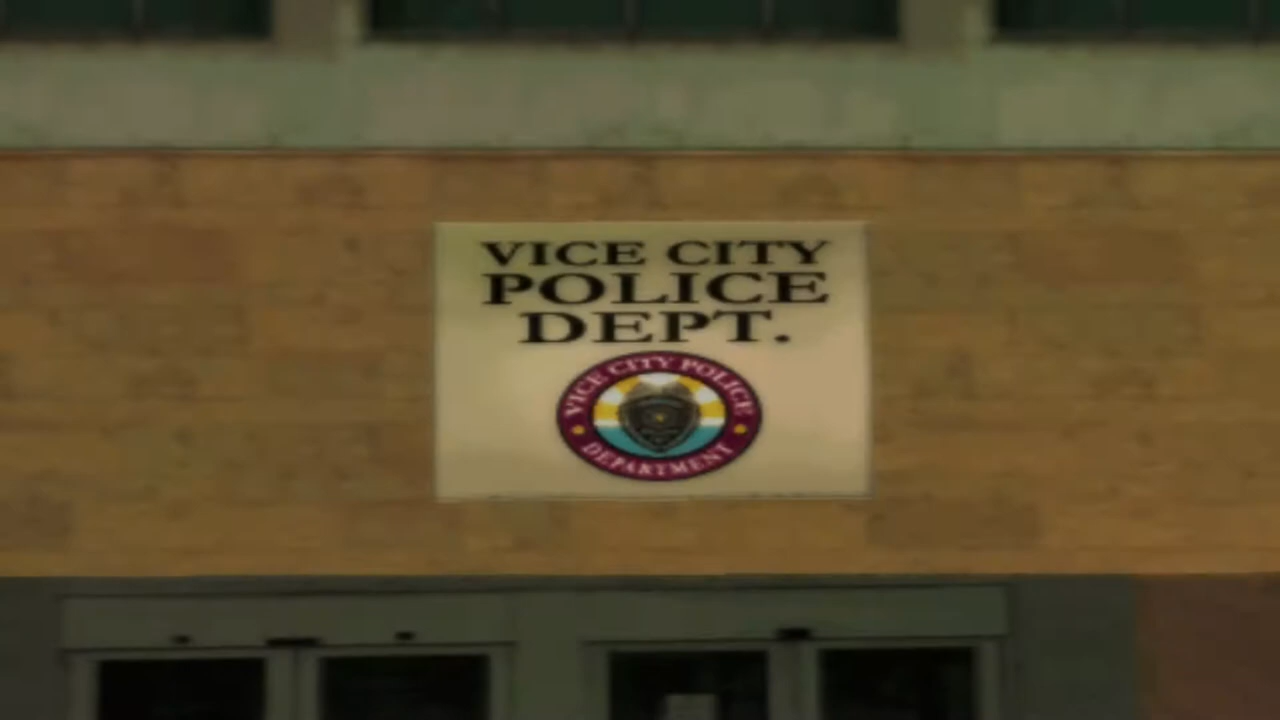 VICE CITY
POLICE
DEPT.
VICE CITY POLICE
DEPARTMENT